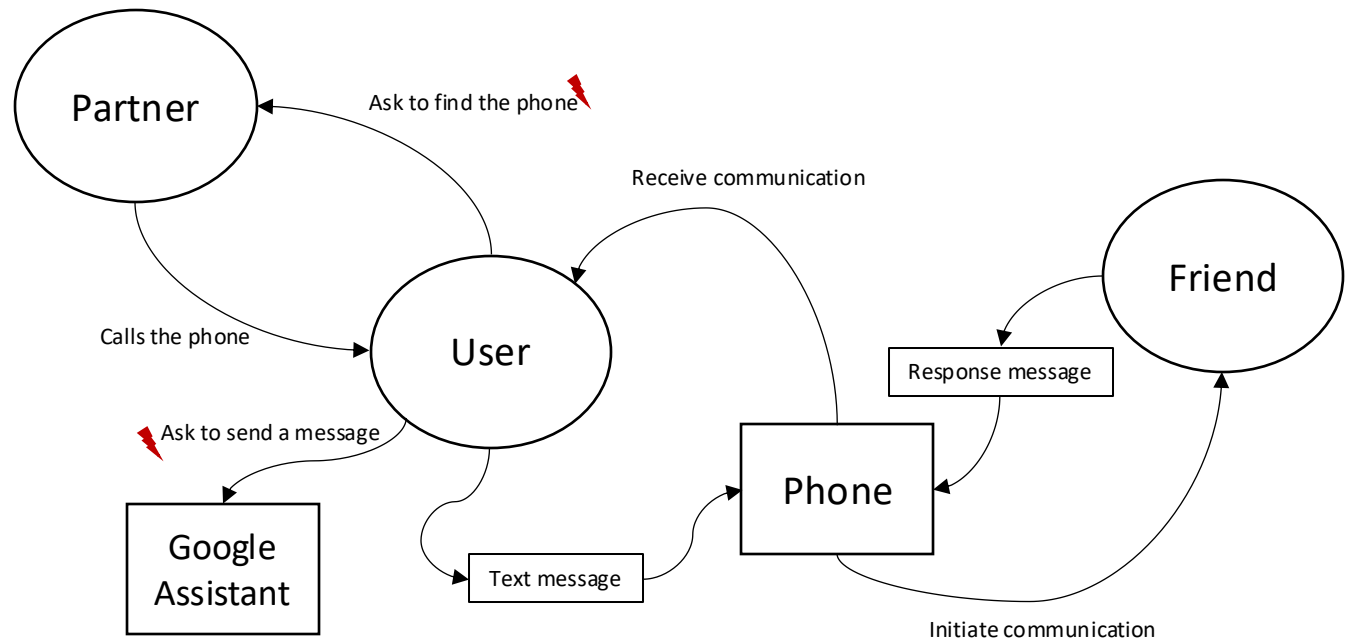 Partner
Ask to find the phone
Receive communication
Friend
Calls the phone
User
Response message
Ask to send a message
Phone
Google
Assistant
Text message
Initiate communication